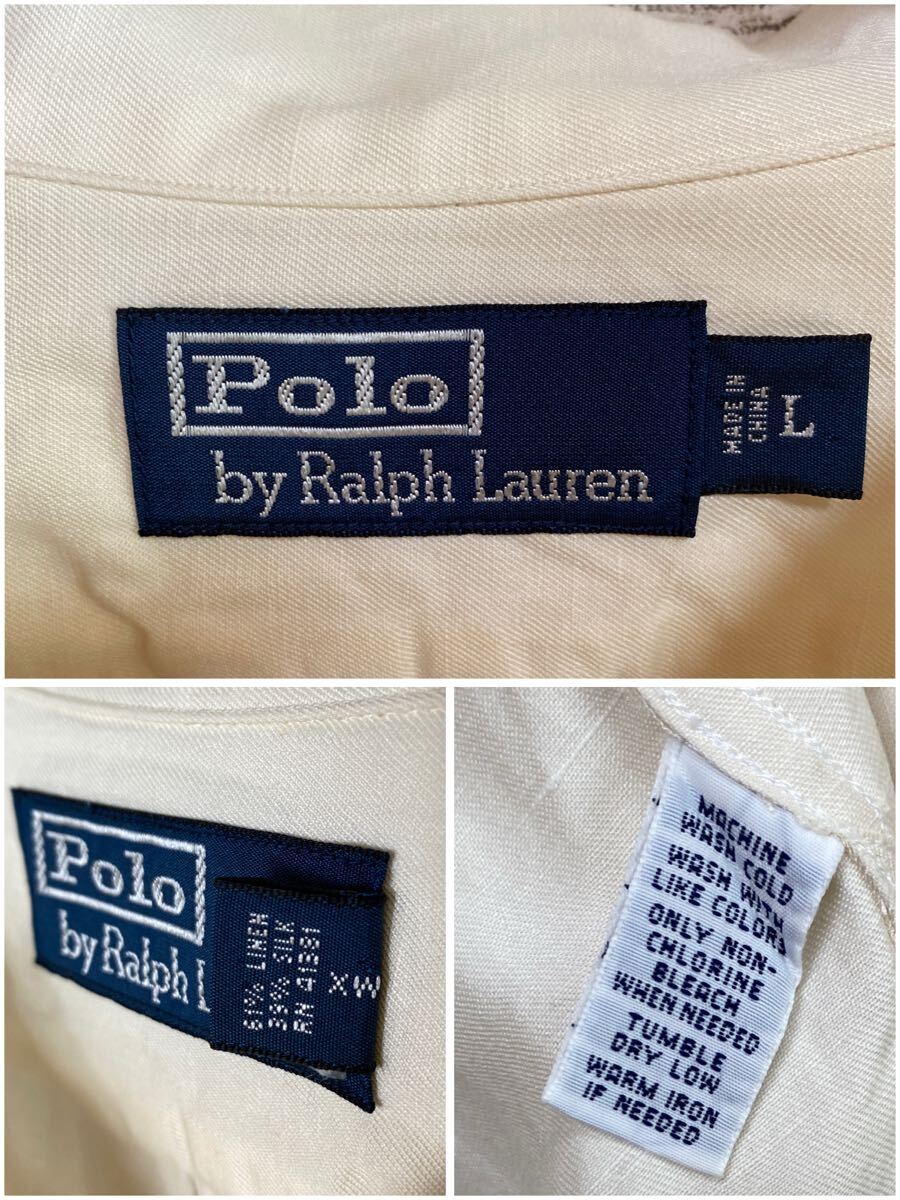 Polo
by Ralph Lauren
MADE IN
CHINA
L
Polo
by Ralph L
61% LINEN
39% SILK
RN 41381
XW
MACHINE
WASH COLD
WASH WITH
LIKE COLORS
ONLY NON-
CHLORINE
BLEACH
WHEN NEEDED
TUMBLE
DRY LOW
WARM IRON
IF NEEDED